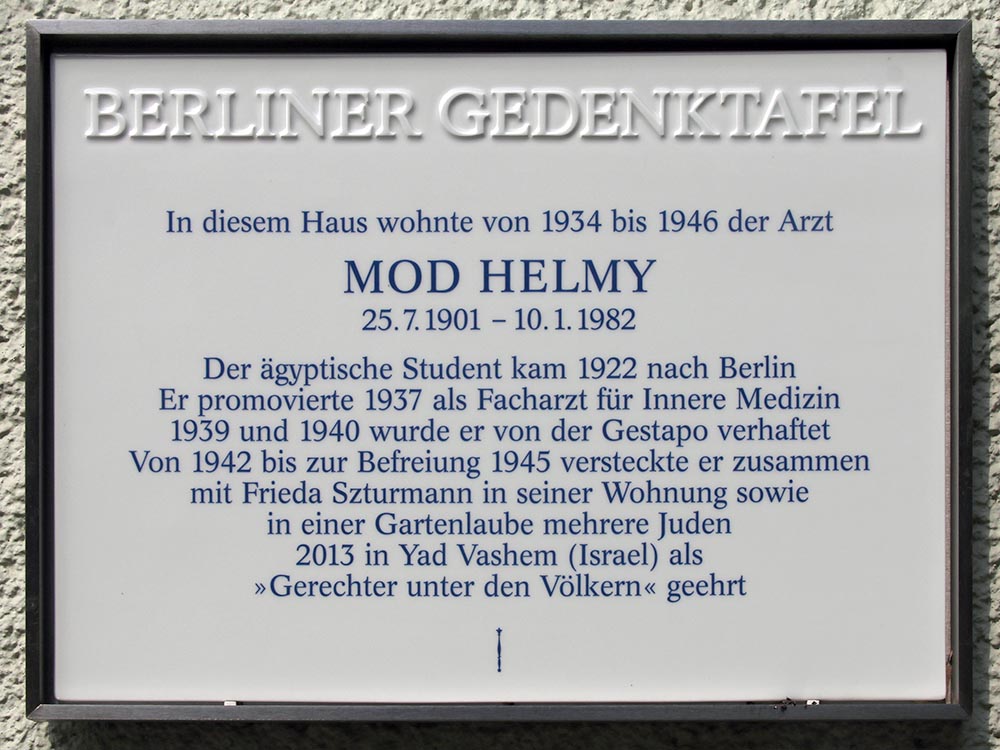 BERLINER GEDENKTAFEL
In diesem Haus wohnte von 1934 bis 1946 der Arzt
MOD HELMY
25.7.1901 – 10.1.1982
Der ägyptische Student kam 1922 nach Berlin
Er promovierte 1937 als Facharzt für Innere Medizin
1939 und 1940 wurde er von der Gestapo verhaftet
Von 1942 bis zur Befreiung 1945 versteckte er zusammen
mit Frieda Szturmann in seiner Wohnung sowie
in einer Gartenlaube mehrere Juden
2013 in Yad Vashem (Israel) als
»Gerechter unter den Völkern« geehrt